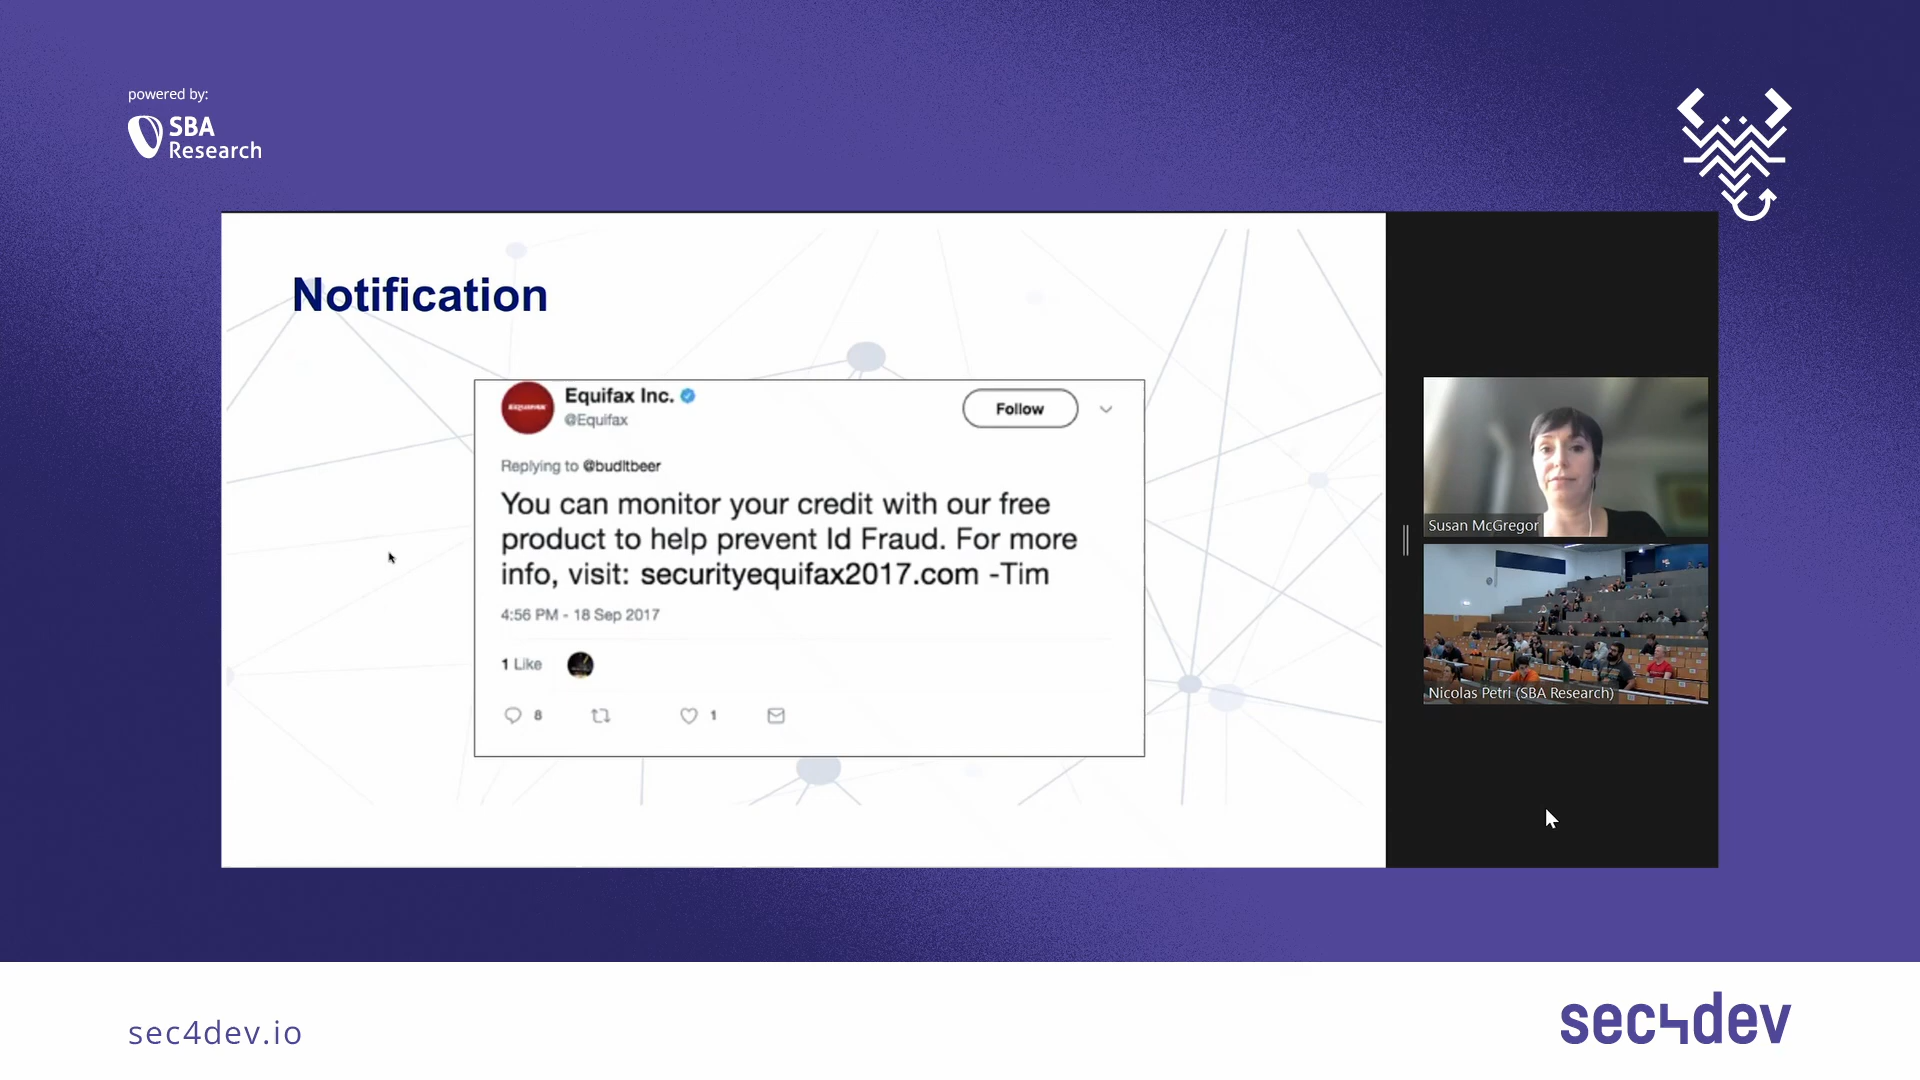 powered by:
SBA
Research
Notification
EQUIFAX
Equifax Inc.
@Equifax
Follow
Replying to @budltbeer
You can monitor your credit with our free
product to help prevent Id Fraud. For more
info, visit: securityequifax2017.com -Tim
4:56 PM - 18 Sep 2017
1 Like
8
1
Susan McGregor
Nicolas Petri (SBA Research)
sec4dev.io
sec4dev